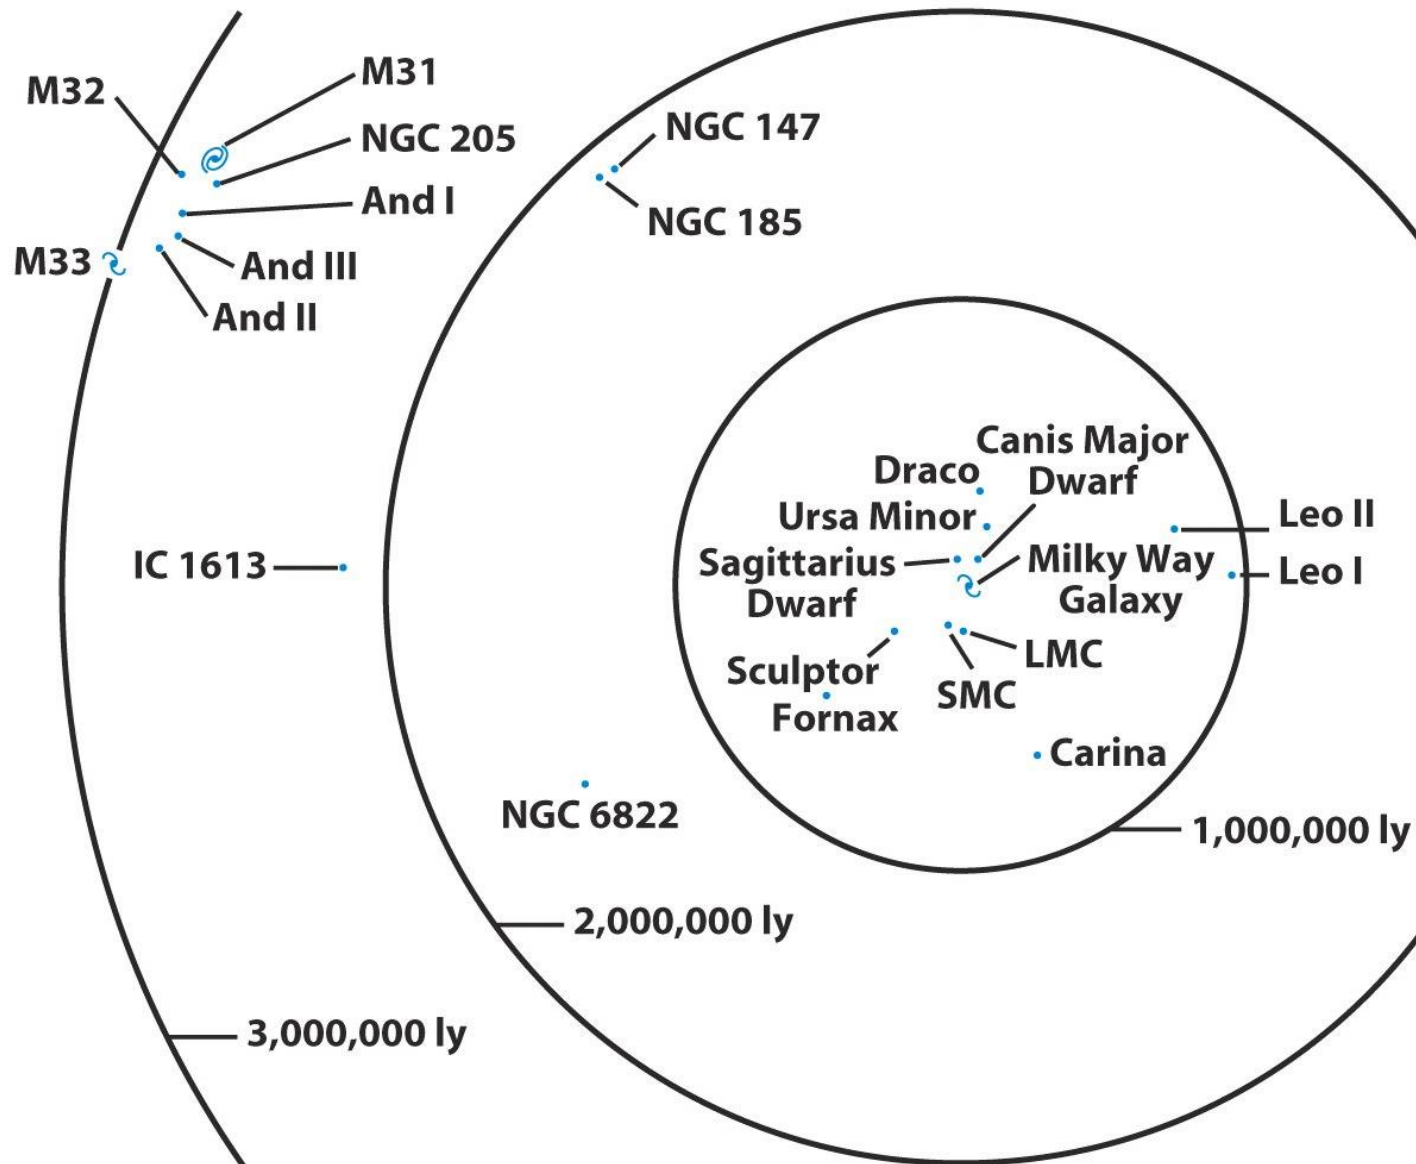 M31
M32
NGC 205
And I
M33
And III
And II
NGC 147
NGC 185
Canis Major
Dwarf
Draco
Ursa Minor
Sagittarius
Dwarf
Milky Way
Galaxy
Leo II
Leo I
IC 1613
Sculptor
Fornax
LMC
SMC
Carina
NGC 6822
1,000,000 ly
2,000,000 ly
3,000,000 ly